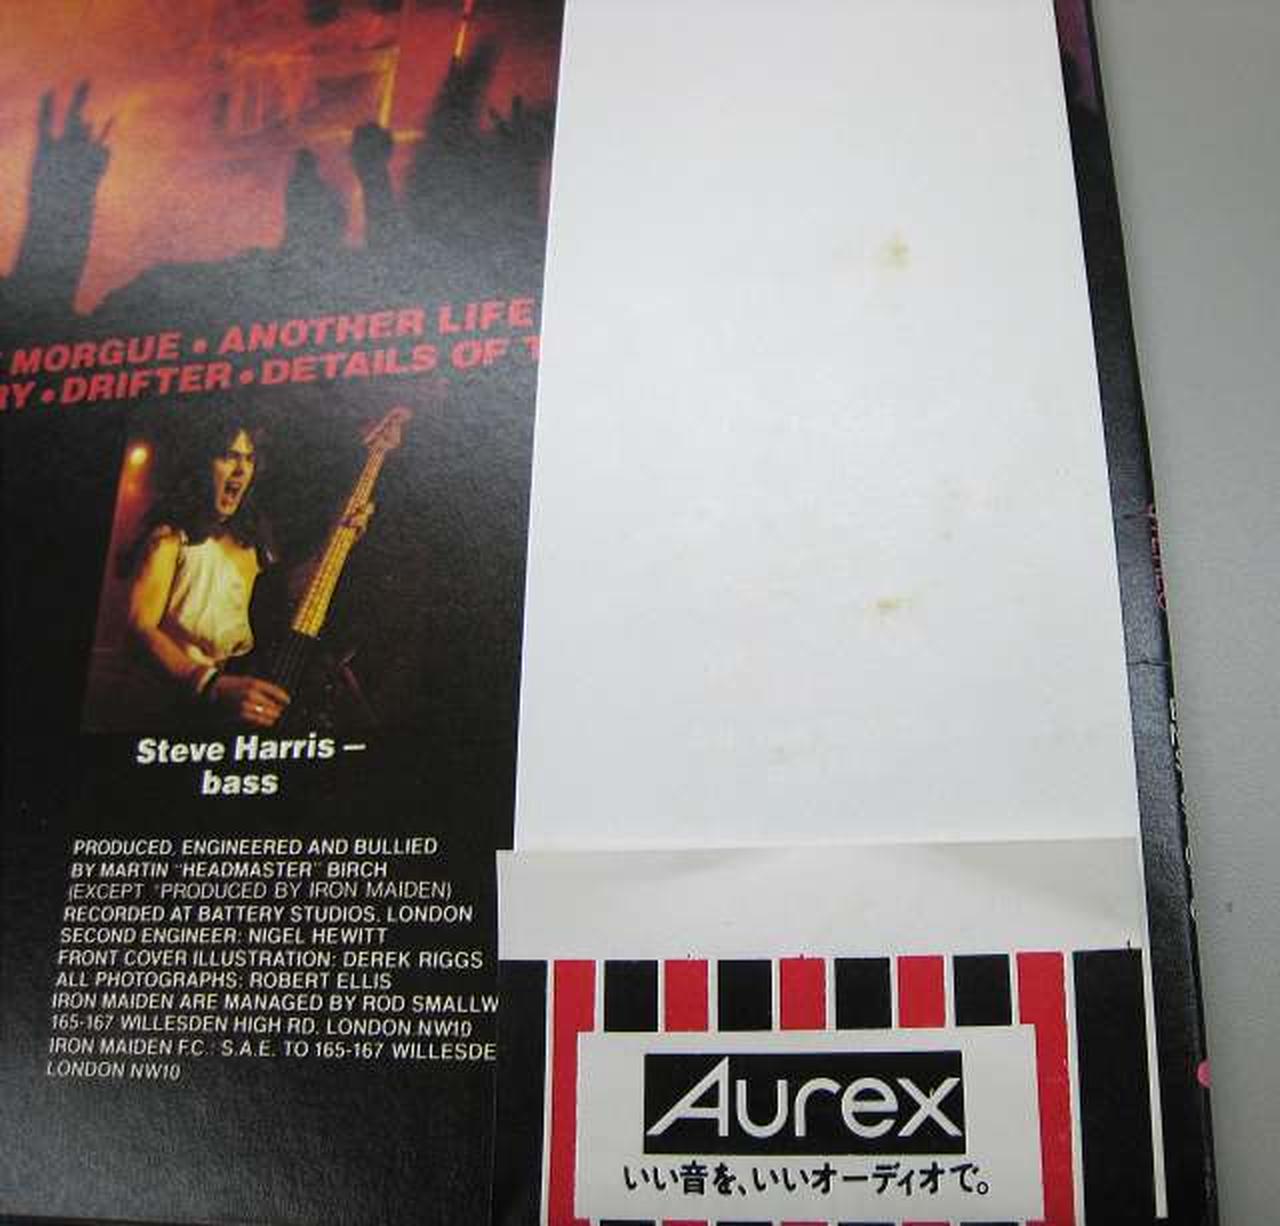 MORGUE • ANOTHER LIFE
RY • DRIFTER • DETAILS OF T
Steve Harris –
bass
PRODUCED, ENGINEERED AND BULLIED
BY MARTIN "HEADMASTER" BIRCH
(EXCEPT *PRODUCED BY IRON MAIDEN)
RECORDED AT BATTERY STUDIOS, LONDON
SECOND ENGINEER: NIGEL HEWITT
FRONT COVER ILLUSTRATION: DEREK RIGGS
ALL PHOTOGRAPHS: ROBERT ELLIS
IRON MAIDEN ARE MANAGED BY ROD SMALLW
165-167 WILLESDEN HIGH RD, LONDON NW10
IRON MAIDEN F.C.: S.A.E. TO 165-167 WILLESDE
LONDON NW10
Aurex
いい音を、いいオーディオで。